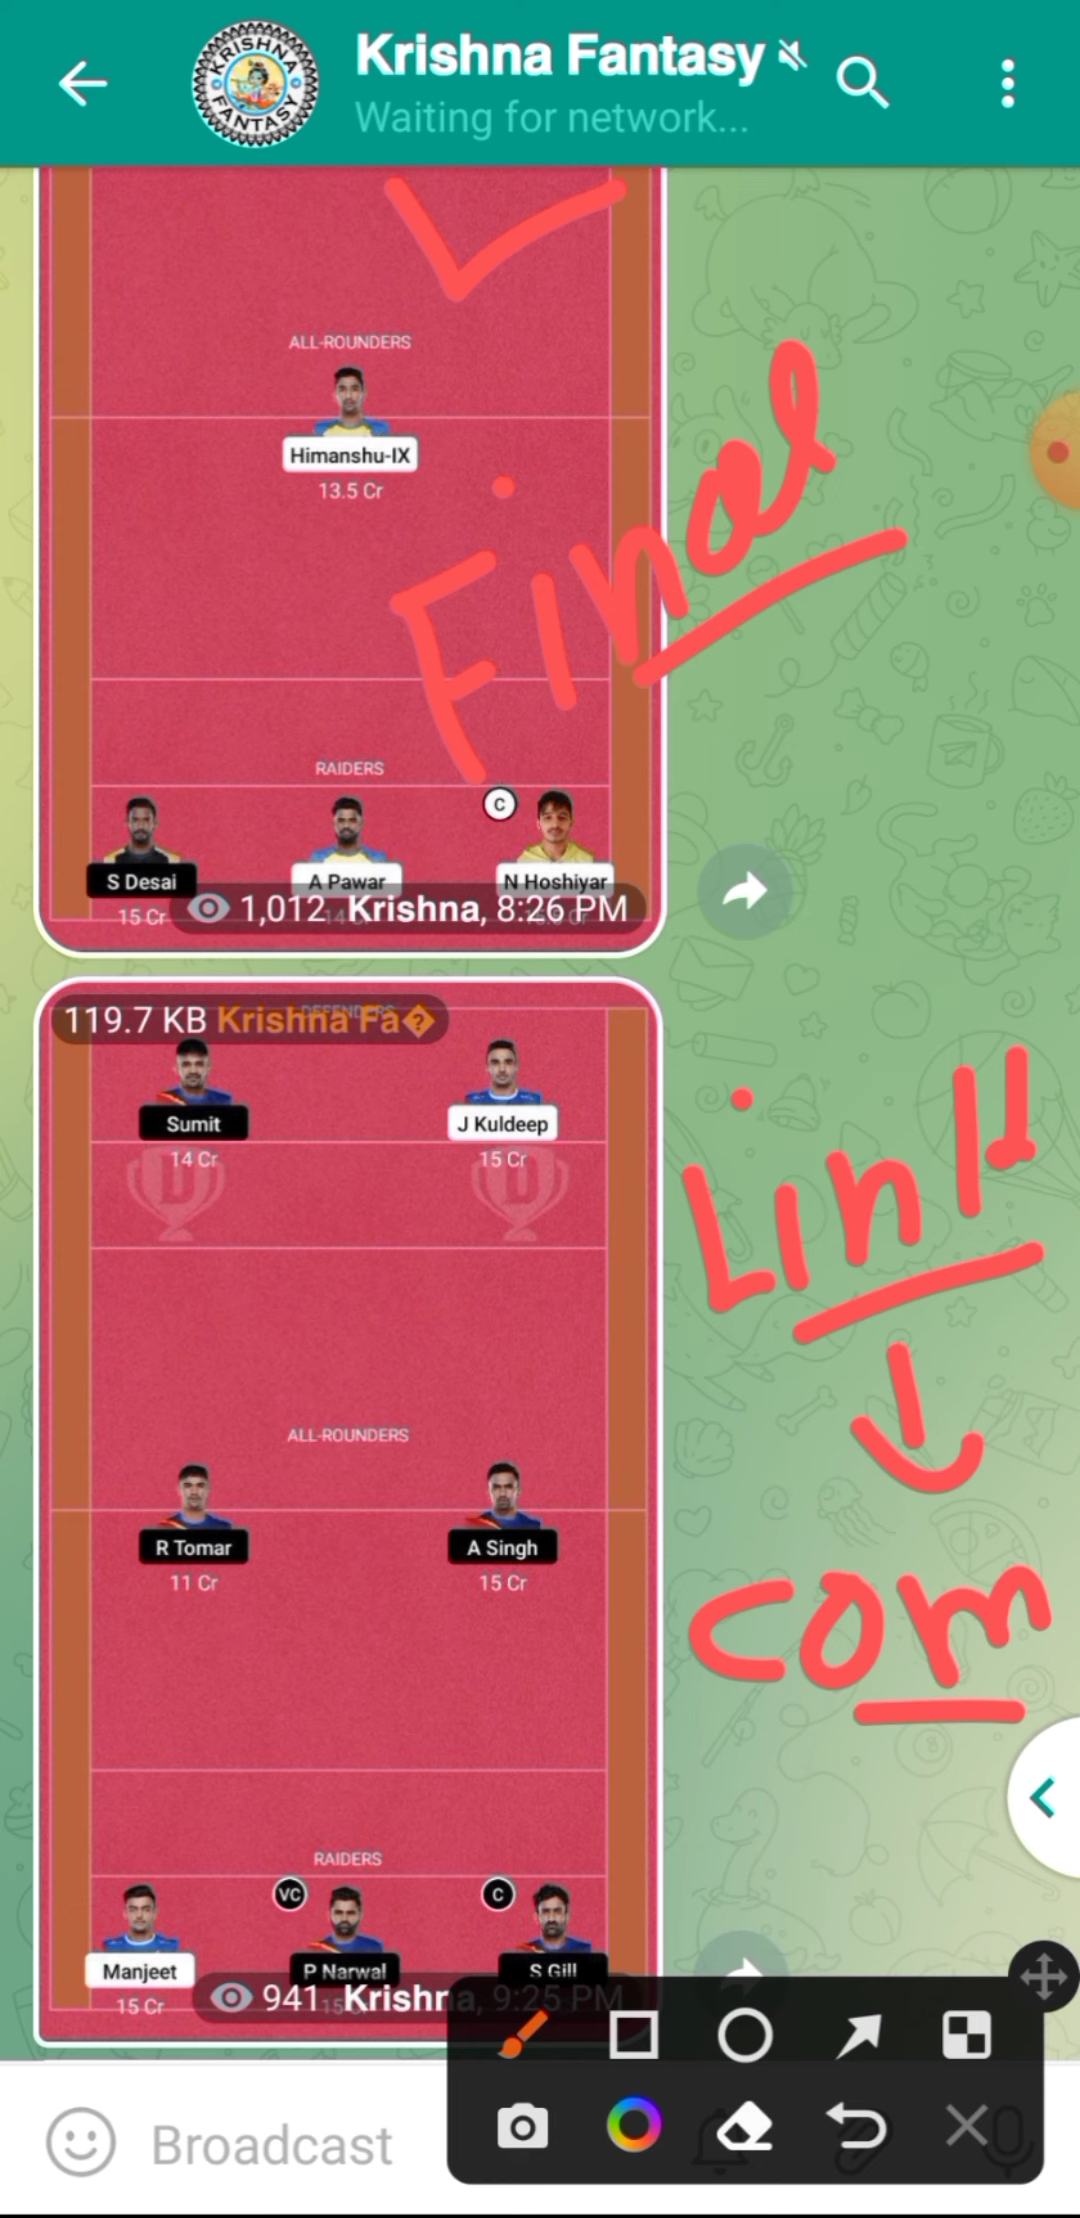 KRISHNA FANTASY
Krishna Fantasy
Waiting for network...
ALL-ROUNDERS
Himanshu-IX
13.5 Cr
Final
RAIDERS
C
S Desai A Pawar N Hoshiyar
15 Cr 1,012 Krishna, 8:26 PM
119.7 KB Krishna Fa
DEFENDERS
Sumit J Kuldeep
14 Cr 15 Cr
Link
ALL-ROUNDERS
R Tomar A Singh
11 Cr 15 Cr
com
RAIDERS
VC C
Manjeet P Narwal S Gill
15 Cr 941 Krishna, 9:25 PM
Broadcast